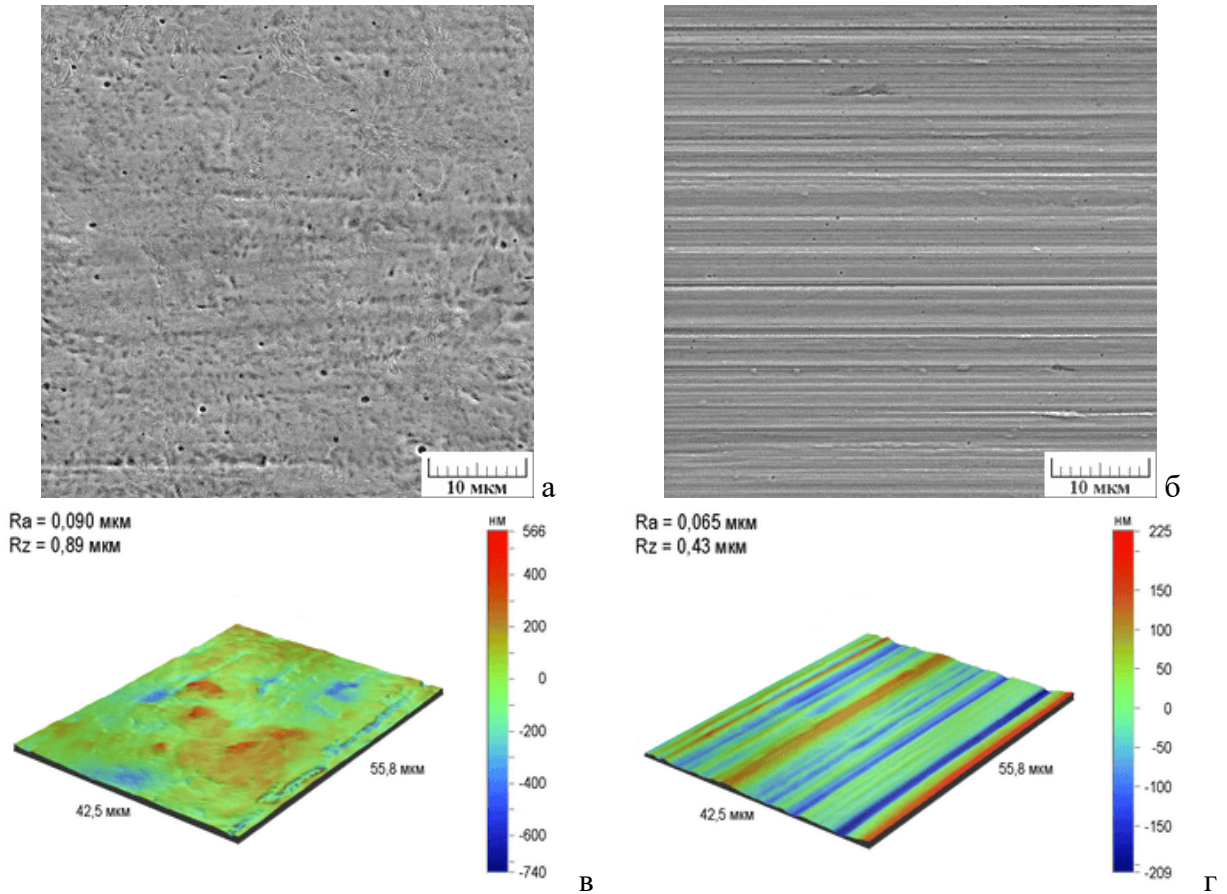 10 мкм
а
10 мкм
б
Ra = 0,090 мкм
Rz = 0,89 мкм
нм
566
400
200
0
-200
-400
-600
-740
42,5 мкм
55,8 мкм
в
Ra = 0,065 мкм
Rz = 0,43 мкм
нм
225
150
100
50
0
-50
-100
-150
-209
42,5 мкм
55,8 мкм
г